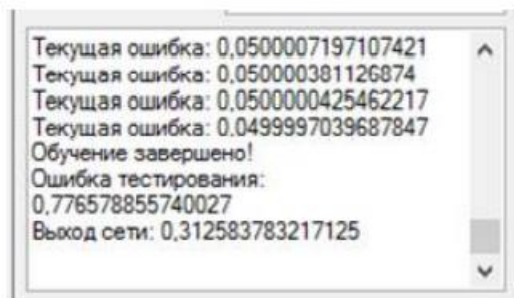 Текущая ошибка: 0,0500007197107421
Текущая ошибка: 0,050000381126874
Текущая ошибка: 0,0500000425462217
Текущая ошибка: 0,0499997039687847
Обучение завершено!
Ошибка тестирования:
0,776578855740027
Выход сети: 0,312583783217125